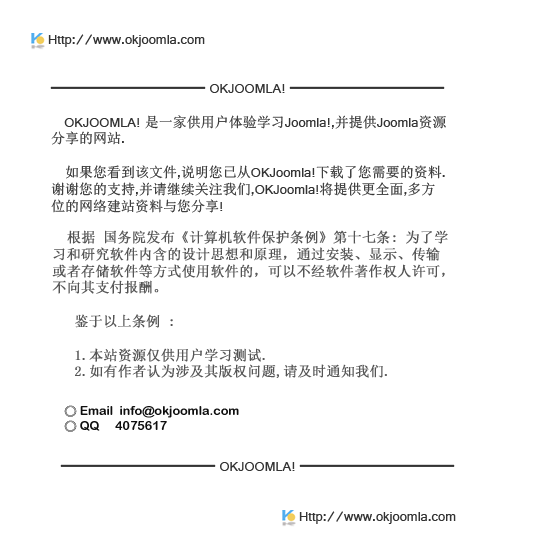 Http://www.okjoomla.com
OKJOOMLA!
OKJOOMLA! 是一家供用户体验学习Joomla!,并提供Joomla资源
分享的网站.
如果您看到该文件,说明您已从OKJoomla!下载了您需要的资料.
谢谢您的支持,并请继续关注我们,OKJoomla!将提供更全面,多方
位的网络建站资料与您分享!
根据 国务院发布《计算机软件保护条例》第十七条: 为了学
习和研究软件内含的设计思想和原理，通过安装、显示、传输
或者存储软件等方式使用软件的，可以不经软件著作权人许可，
不向其支付报酬。
鉴于以上条例 :
1.本站资源仅供用户学习测试.
2.如有作者认为涉及其版权问题,请及时通知我们.
Email info@okjoomla.com
QQ 4075617
OKJOOMLA!
Http://www.okjoomla.com